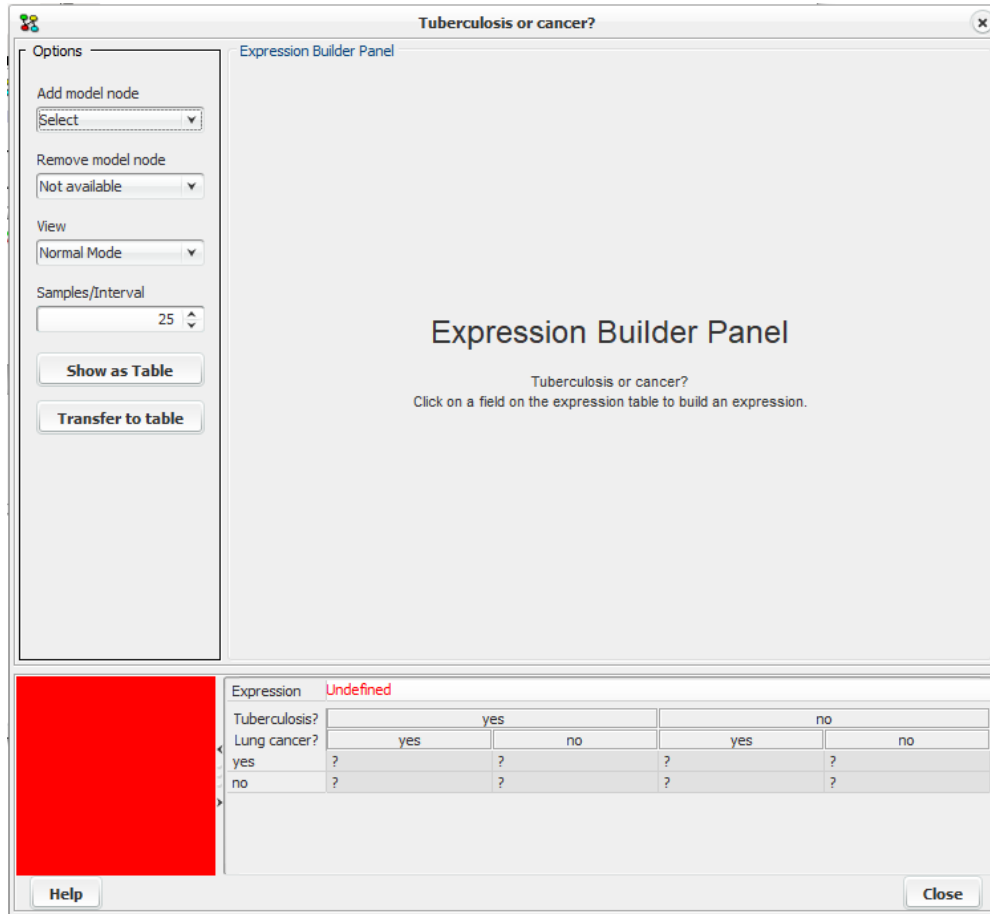 Tuberculosis or cancer?
Options
Expression Builder Panel
Add model node
Select
Remove model node
Not available
View
Normal Mode
Samples/Interval
25
Show as Table
Transfer to table
Expression Builder Panel
Tuberculosis or cancer?
Click on a field on the expression table to build an expression.
Expression Undefined
Tuberculosis? yes no
Lung cancer? yes no yes no
yes ? ? ? ?
no ? ? ? ?
Help Close